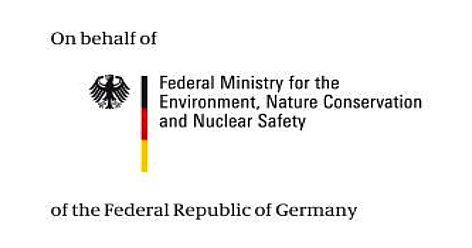 On behalf of
Federal Ministry for the
Environment, Nature Conservation
and Nuclear Safety
of the Federal Republic of Germany